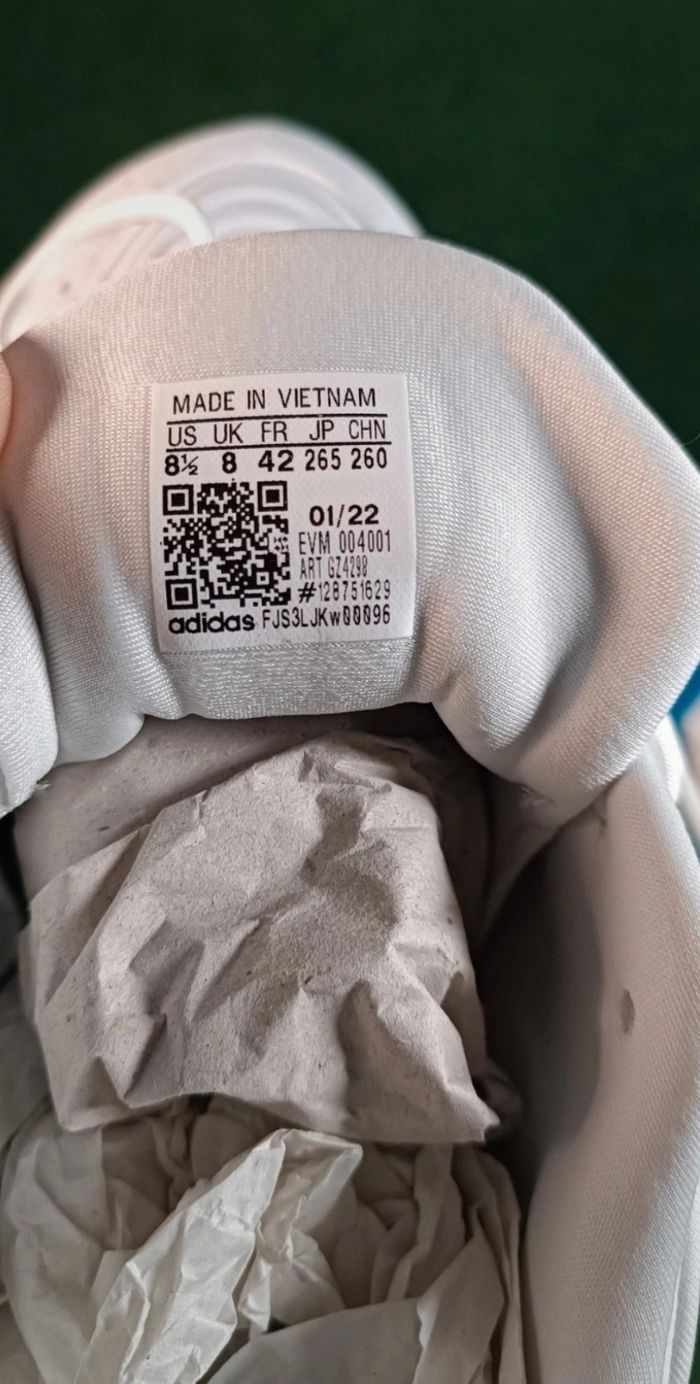 MADE IN VIETNAM
US UK FR JP CHN
8½ 8 42 265 260
01/22
EVM 004001
ART GZ4298
#128751629
adidas FJS3LJKw00096